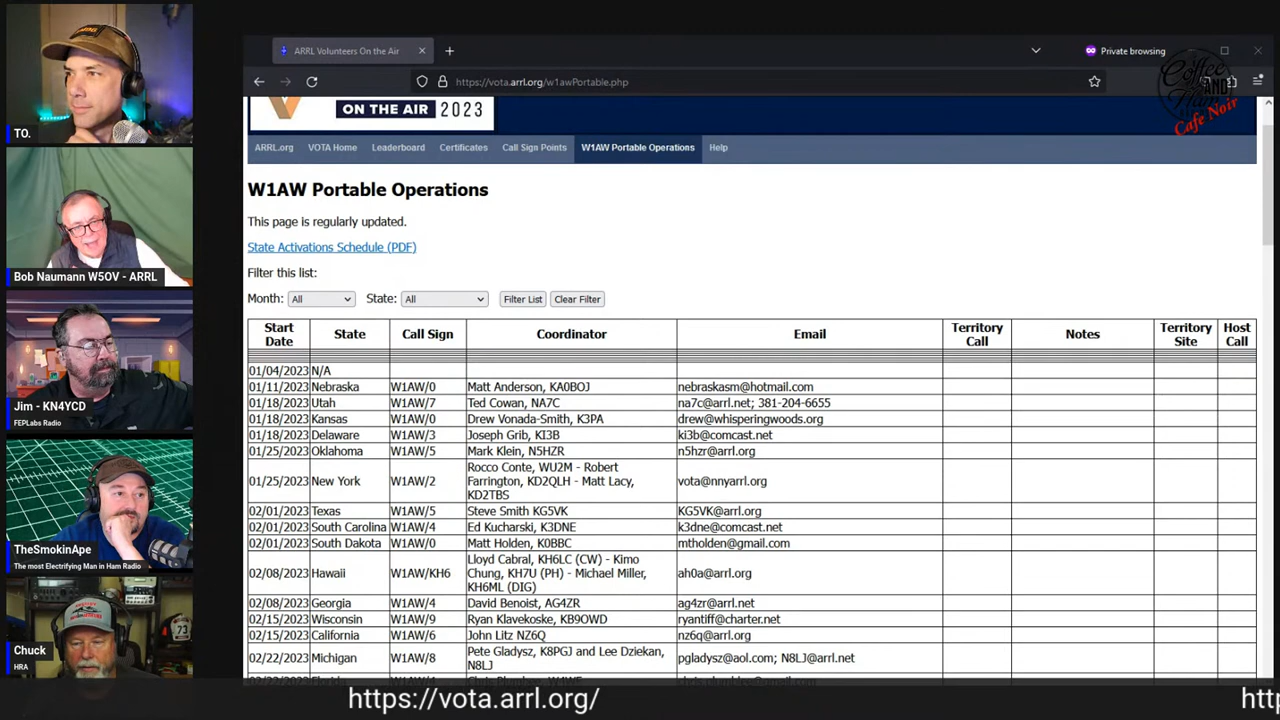 TO.
Bob Naumann W5OV - ARRL
Jim - KN4YCD
FEPLabs Radio
TheSmokinApe
The most Electrifying Man in Ham Radio
Chuck
HRA
73
ARRL Volunteers On the Air
Private browsing
https://vota.arrl.org/w1awPortable.php
Coffee
AND
Ham
Cafe Noir
ON THE AIR 2023
ARRL.org VOTA Home Leaderboard Certificates Call Sign Points W1AW Portable Operations Help
W1AW Portable Operations
This page is regularly updated.
State Activations Schedule (PDF)
Filter this list:
Month: All State: All Filter List Clear Filter
Start Date State Call Sign Coordinator Email Territory Call Notes Territory Site Host Call
01/04/2023 N/A
01/11/2023 Nebraska W1AW/0 Matt Anderson, KA0BOJ nebraskasm@hotmail.com
01/18/2023 Utah W1AW/7 Ted Cowan, NA7C na7c@arrl.net; 381-204-6655
01/18/2023 Kansas W1AW/0 Drew Vonada-Smith, K3PA drew@whisperingwoods.org
01/18/2023 Delaware W1AW/3 Joseph Grib, KI3B ki3b@comcast.net
01/25/2023 Oklahoma W1AW/5 Mark Klein, N5HZR n5hzr@arrl.org
Rocco Conte, WU2M - Robert
01/25/2023 New York W1AW/2 Farrington, KD2QLH - Matt Lacy, vota@nnyarrl.org
KD2TBS
02/01/2023 Texas W1AW/5 Steve Smith KG5VK KG5VK@arrl.org
02/01/2023 South Carolina W1AW/4 Ed Kucharski, K3DNE k3dne@comcast.net
02/01/2023 South Dakota W1AW/0 Matt Holden, K0BBC mtholden@gmail.com
Lloyd Cabral, KH6LC (CW) - Kimo
02/08/2023 Hawaii W1AW/KH6 Chung, KH7U (PH) - Michael Miller, ah0a@arrl.org
KH6ML (DIG)
02/08/2023 Georgia W1AW/4 David Benoist, AG4ZR ag4zr@arrl.net
02/15/2023 Wisconsin W1AW/9 Ryan Klavekoske, KB9OWD ryantiff@charter.net
02/15/2023 California W1AW/6 John Litz NZ6Q nz6q@arrl.org
Pete Gladysz, K8PGJ and Lee Dziekan,
02/22/2023 Michigan W1AW/8 N8LJ pgladysz@aol.com; N8LJ@arrl.net
https://vota.arrl.org/